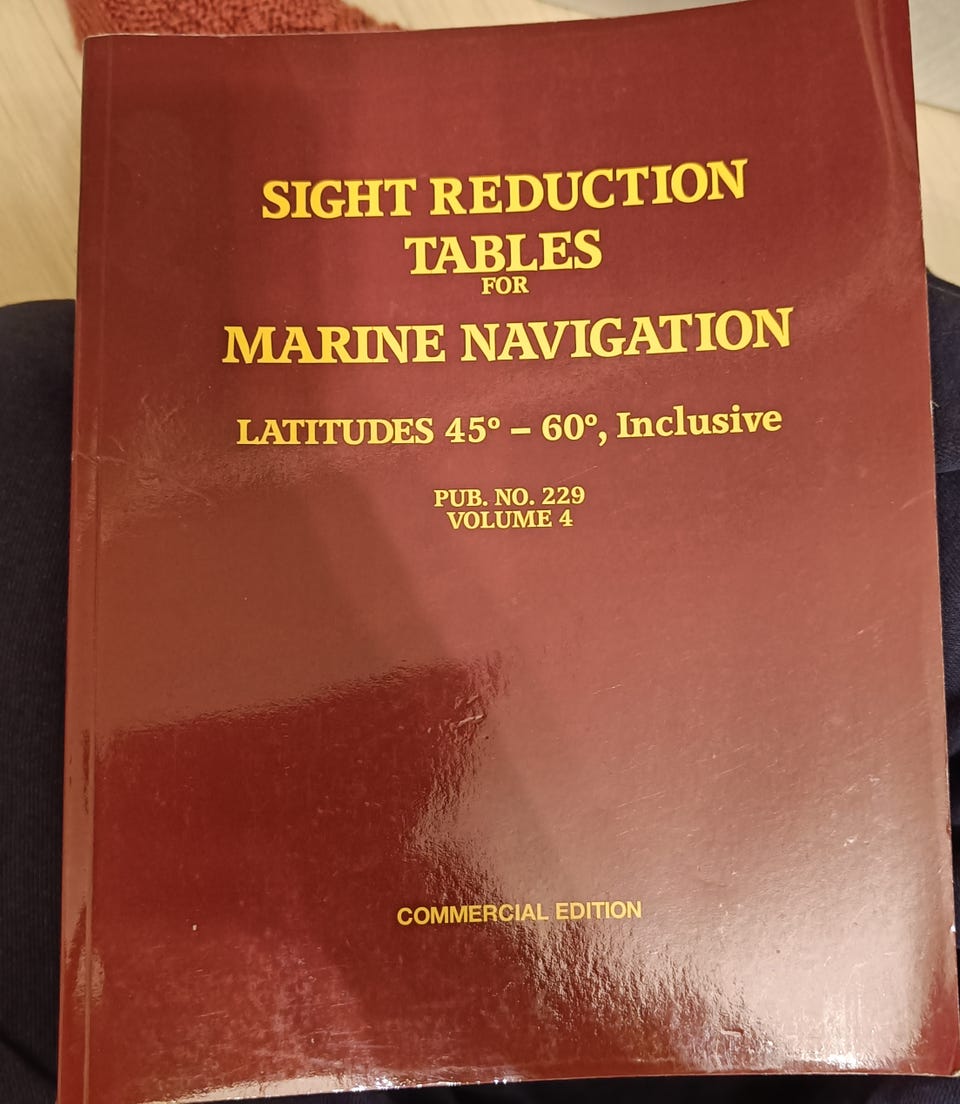 SIGHT REDUCTION
TABLES
FOR
MARINE NAVIGATION
LATITUDES 45° – 60°, Inclusive
PUB. NO. 229
VOLUME 4
COMMERCIAL EDITION